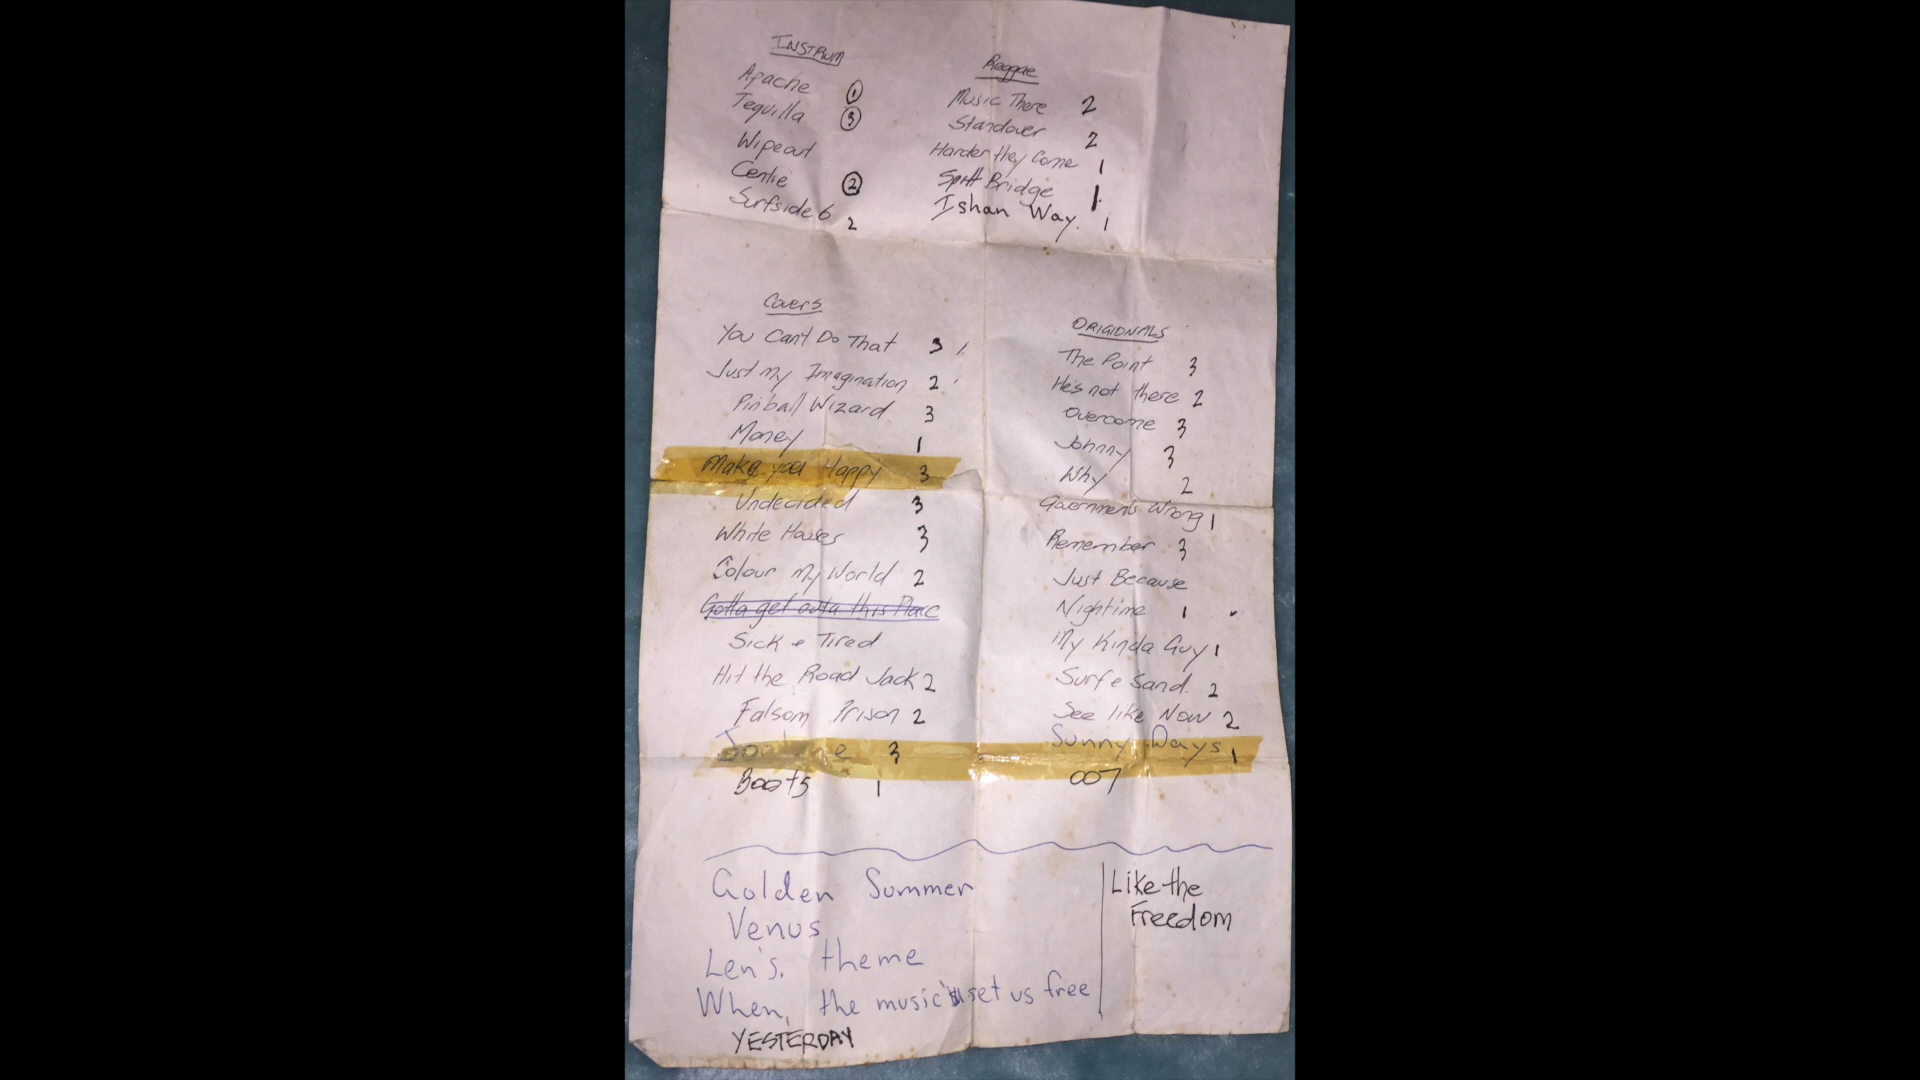 INSTRUM
Apache 1
Tequilla 3
Wipeout
Centre 2
Surfside 6 2
Reggae
Music There 2
Standover 2
Harder they Come 1
Bridge 1
Ishan Way. 1
Covers
You Can't Do That 3
Just my Imagination 2
Pinball Wizard 3
Money 1
Make you Happy 3
Undecided 3
White Houses 3
Colour My World 2
Gotta get outa this Place
Sick & Tired
Hit the Road Jack 2
Falsom Prison 2
3
Boots 1
ORIGIONALS
The Point 3
He's not there 2
Overcome 3
Johnny 3
Why 2
Goverments Wrong 1
Remember 3
Just Because
Nightime 1
My Kinda Guy 1
Surf & Sand 2
See like Now 2
Sunny Days 1
007
Golden Summer
Venus
Len's. theme
When, the music set us free
YESTERDAY
Like the
Freedom